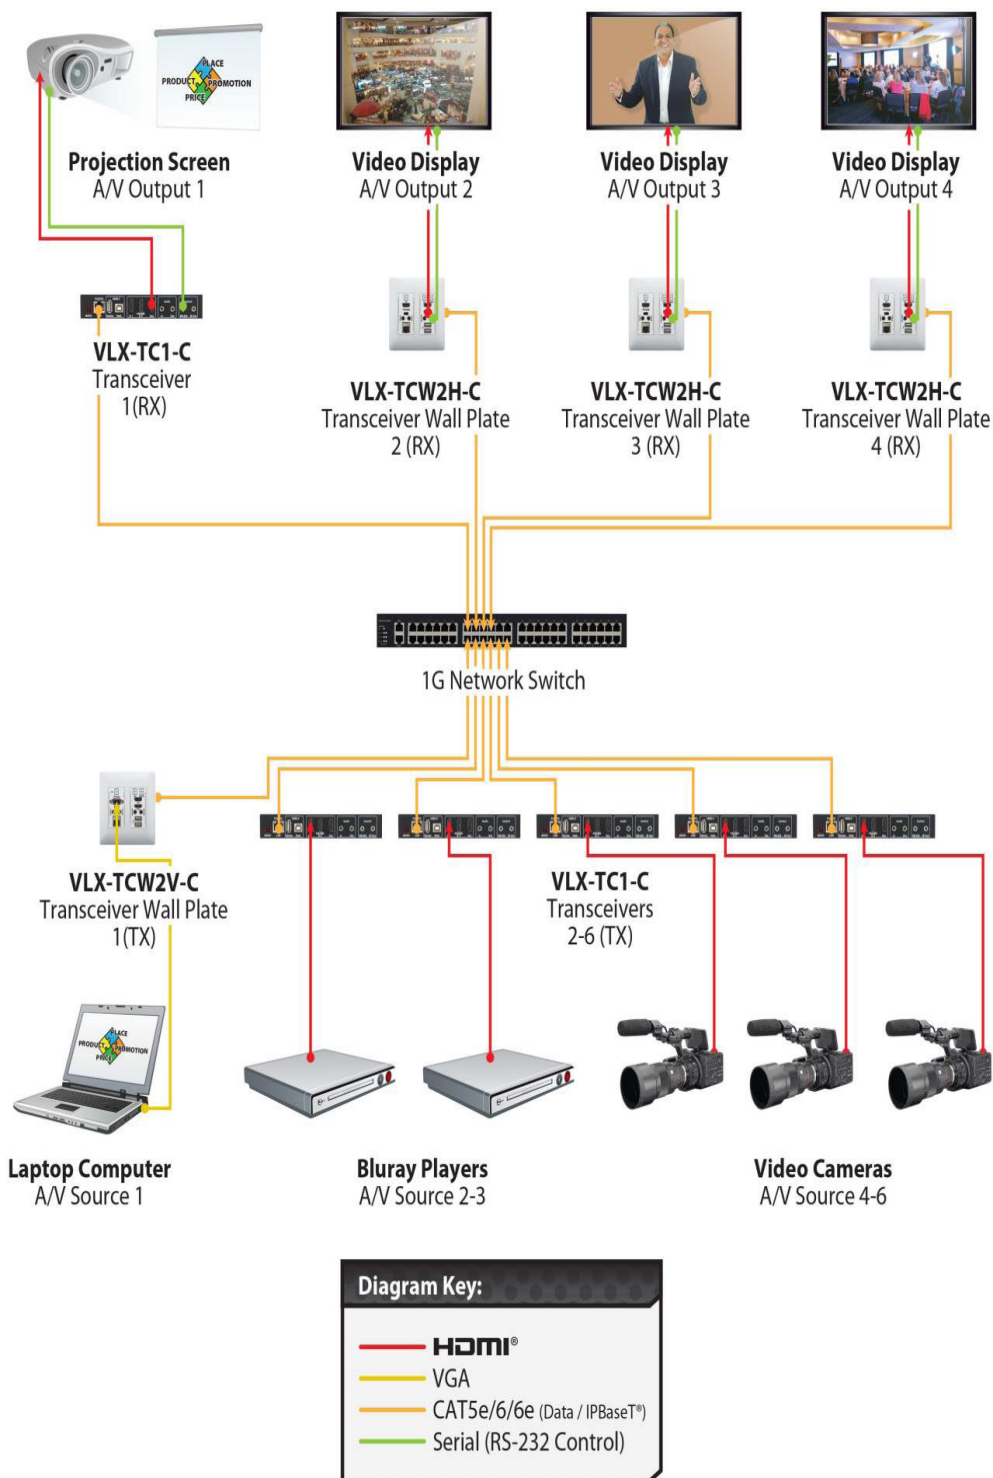 PLACE
PRODUCT PROMOTION
PRICE
Projection Screen
A/V Output 1
Video Display
A/V Output 2
Video Display
A/V Output 3
Video Display
A/V Output 4
VLX-TC1-C
Transceiver
1(RX)
VLX-TCW2H-C
Transceiver Wall Plate
2 (RX)
VLX-TCW2H-C
Transceiver Wall Plate
3 (RX)
VLX-TCW2H-C
Transceiver Wall Plate
4 (RX)
1G Network Switch
VLX-TCW2V-C
Transceiver Wall Plate
1(TX)
VLX-TC1-C
Transceivers
2-6 (TX)
PLACE
PRODUCT PROMOTION
PRICE
Laptop Computer
A/V Source 1
Bluray Players
A/V Source 2-3
Video Cameras
A/V Source 4-6
Diagram Key:
HDMI®
VGA
CAT5e/6/6e (Data / IPBaseT®)
Serial (RS-232 Control)